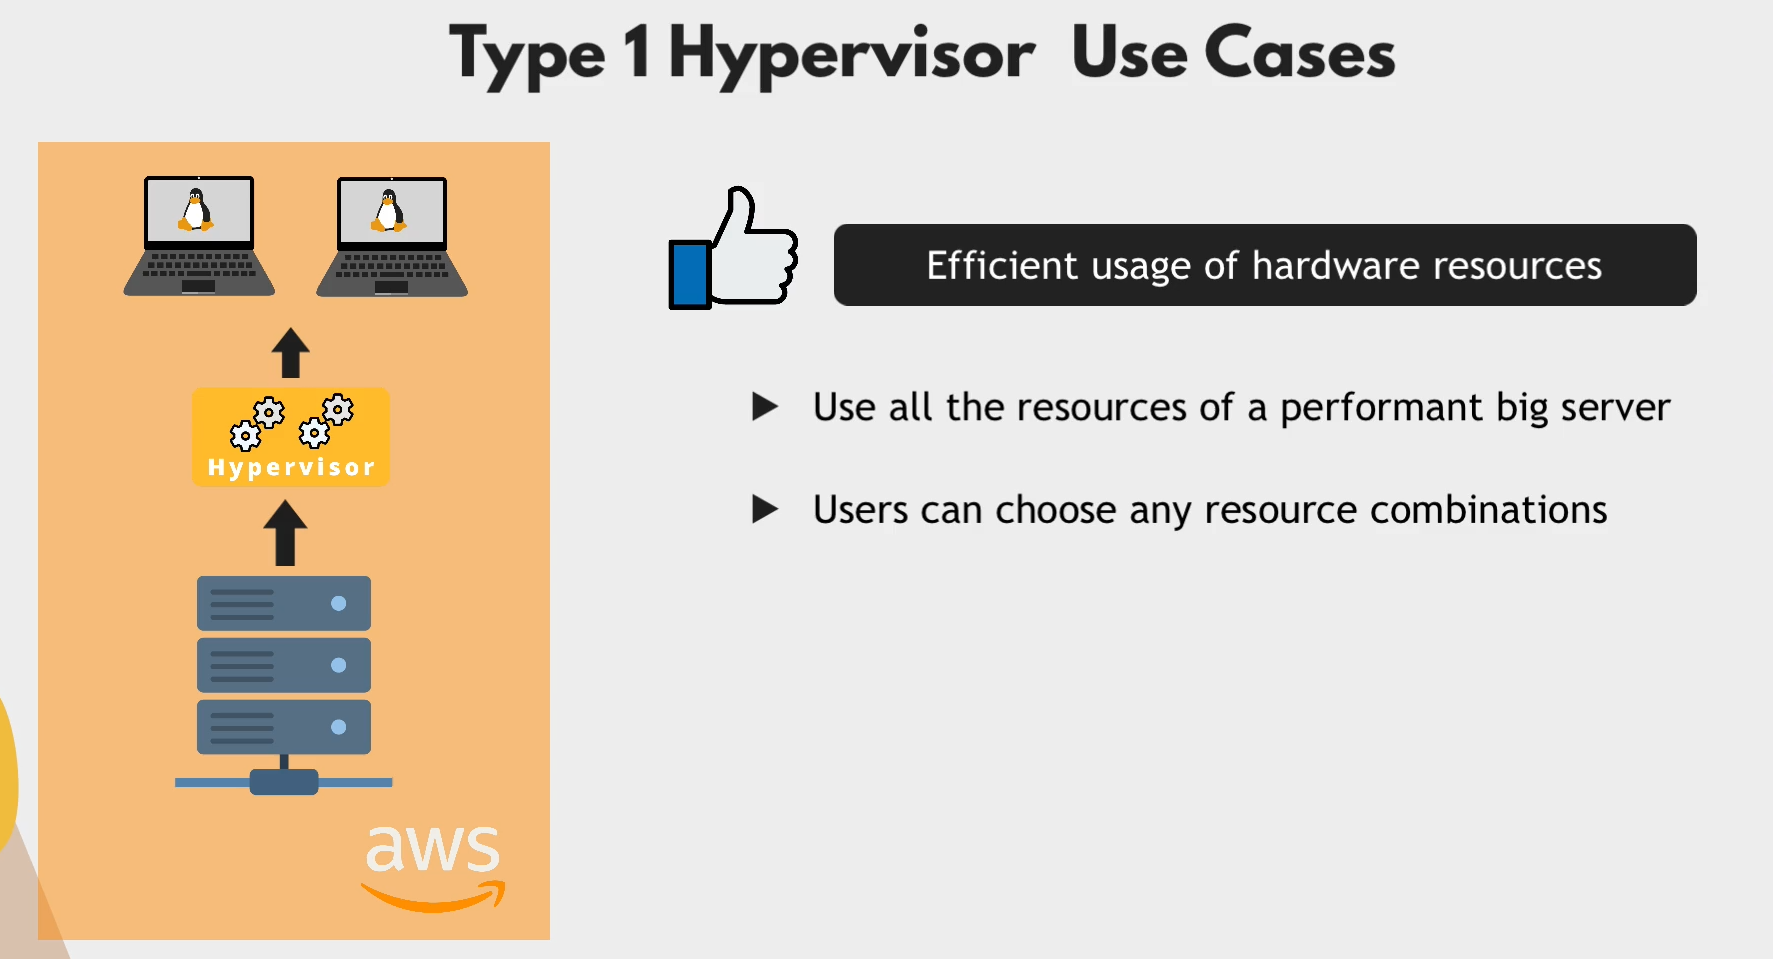 Type 1 Hypervisor Use Cases
Efficient usage of hardware resources
Use all the resources of a performant big server
Users can choose any resource combinations
Hypervisor
aws